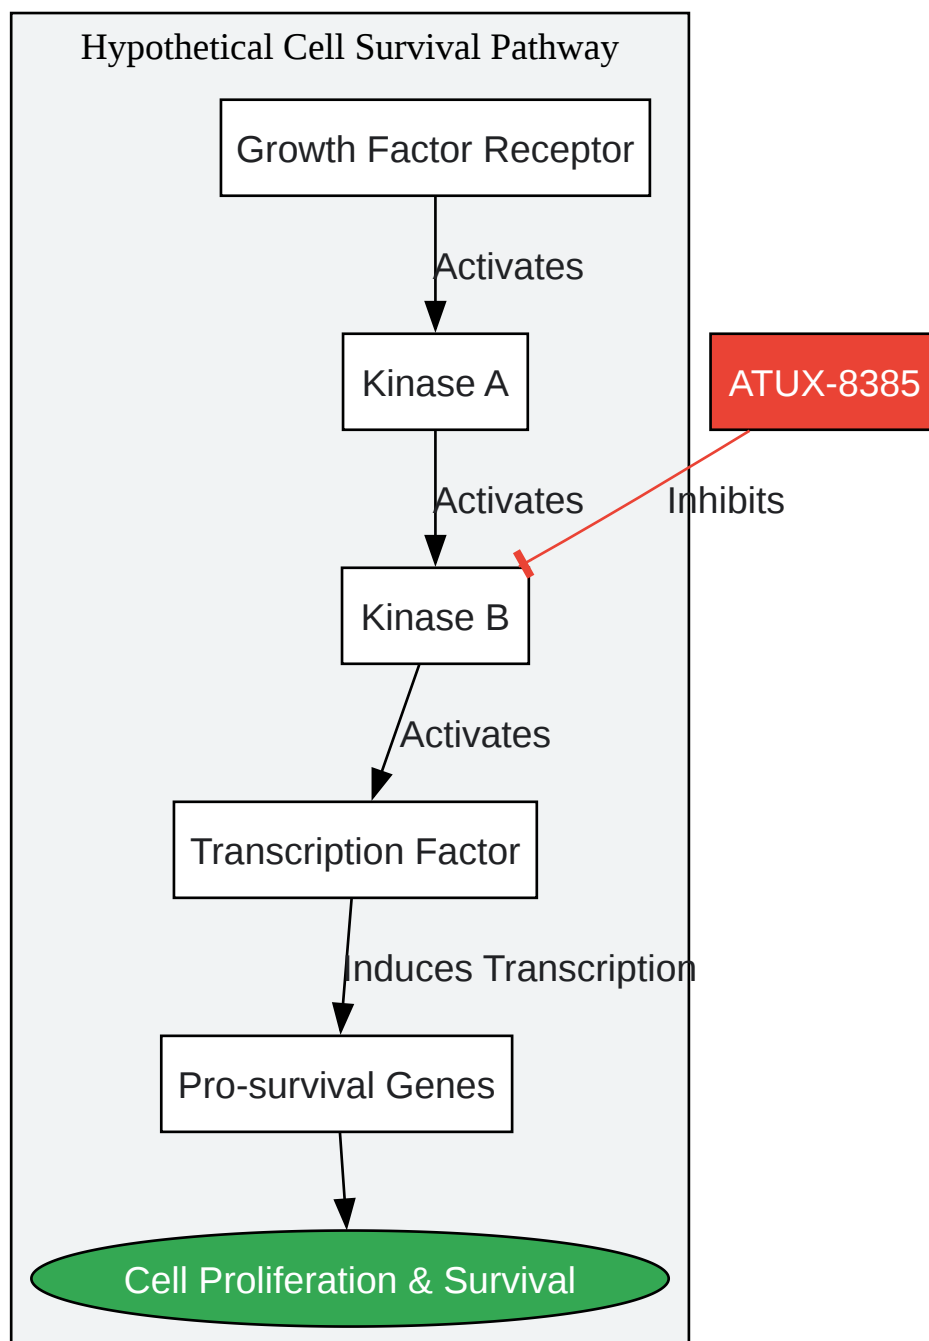 Hypothetical Cell Survival Pathway
Growth Factor Receptor
Activates
Kinase A
ATUX-8385
Activates
Inhibits
Kinase B
Activates
Transcription Factor
Induces Transcription
Pro-survival Genes
Cell Proliferation & Survival